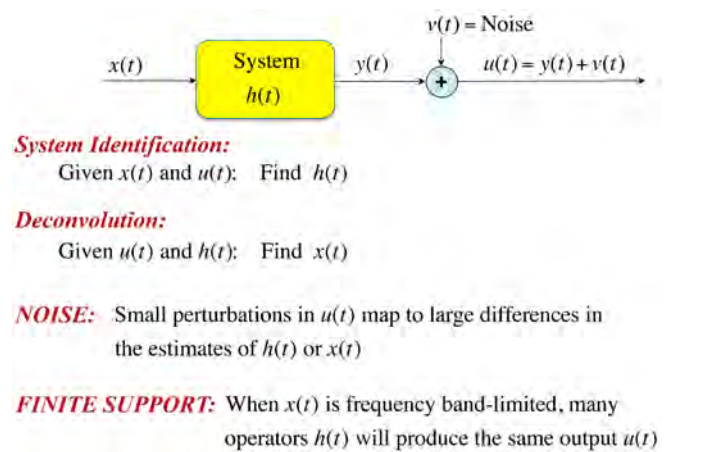 v(t) = Noise
x(t)
System
h(t)
y(t)
+
u(t) = y(t) + v(t)
System Identification:
Given x(t) and u(t): Find h(t)
Deconvolution:
Given u(t) and h(t): Find x(t)
NOISE: Small perturbations in u(t) map to large differences in
the estimates of h(t) or x(t)
FINITE SUPPORT: When x(t) is frequency band-limited, many
operators h(t) will produce the same output u(t)